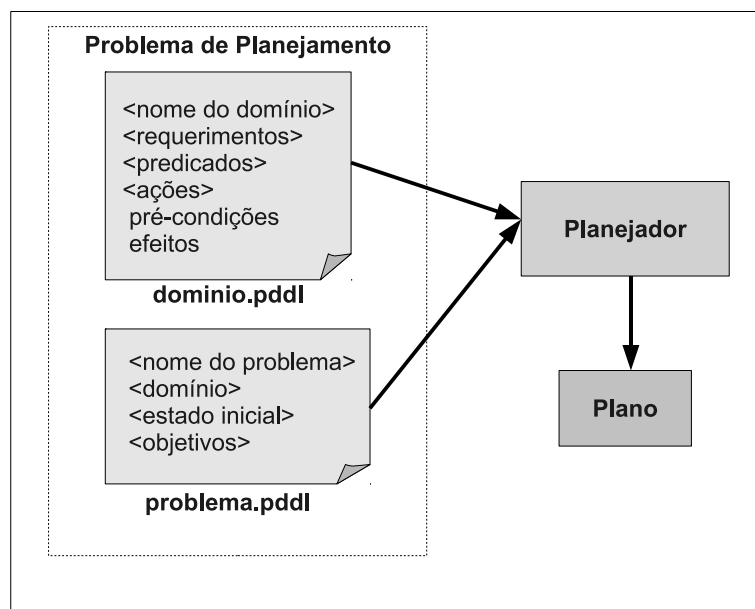 Problema de Planejamento
<nome do domínio>
<requerimentos>
<predicados>
<ações>
pré-condições
efeitos
dominio.pddl
<nome do problema>
<domínio>
<estado inicial>
<objetivos>
problema.pddl
Planejador
Plano